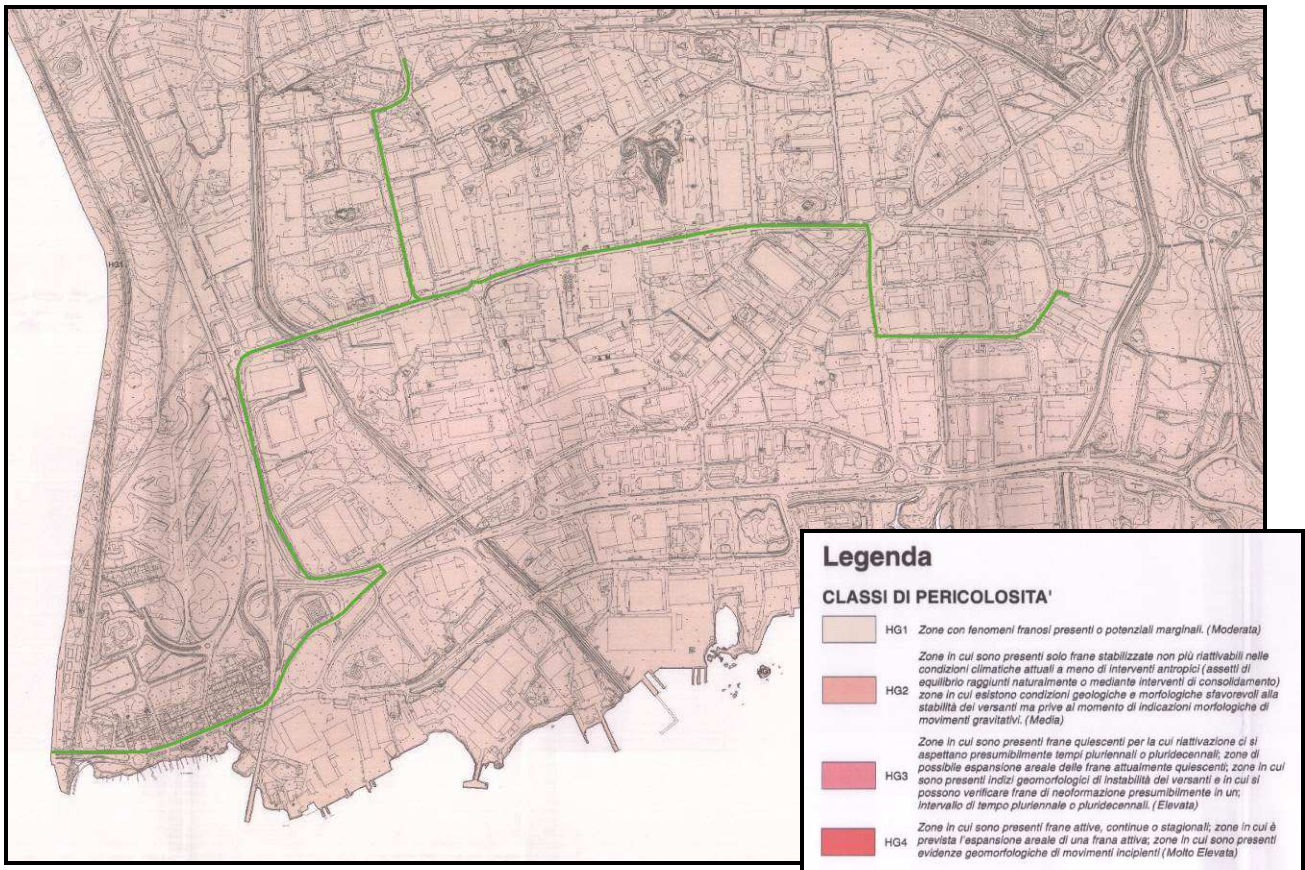 HG1
Legenda
CLASSI DI PERICOLOSITA'
HG1 Zone con fenomeni franosi presenti o potenziali marginali. (Moderata)
HG2 Zone in cui sono presenti solo frane stabilizzate non più riattivabili nelle
condizioni climatiche attuali a meno di interventi antropici (assetti di
equilibrio raggiunti naturalmente o mediante interventi di consolidamento)
zone in cui esistono condizioni geologiche e morfologiche sfavorevoli alla
stabilità dei versanti ma prive al momento di indicazioni morfologiche di
movimenti gravitativi. (Media)
HG3 Zone in cui sono presenti frane quiescenti per la cui riattivazione ci si
aspettano presumibilmente tempi pluriennali o pluridecennali; zone di
possibile espansione areale delle frane attualmente quiescenti; zone in cui
sono presenti indizi geomorfologici di instabilità dei versanti e in cui si
possono verificare frane di neoformazione presumibilmente in un;
intervallo di tempo pluriennale o pluridecennali. (Elevata)
HG4 Zone in cui sono presenti frane attive, continue o stagionali; zone in cui è
prevista l'espansione areale di una frana attiva; zone in cui sono presenti
evidenze geomorfologiche di movimenti incipienti (Molto Elevata)